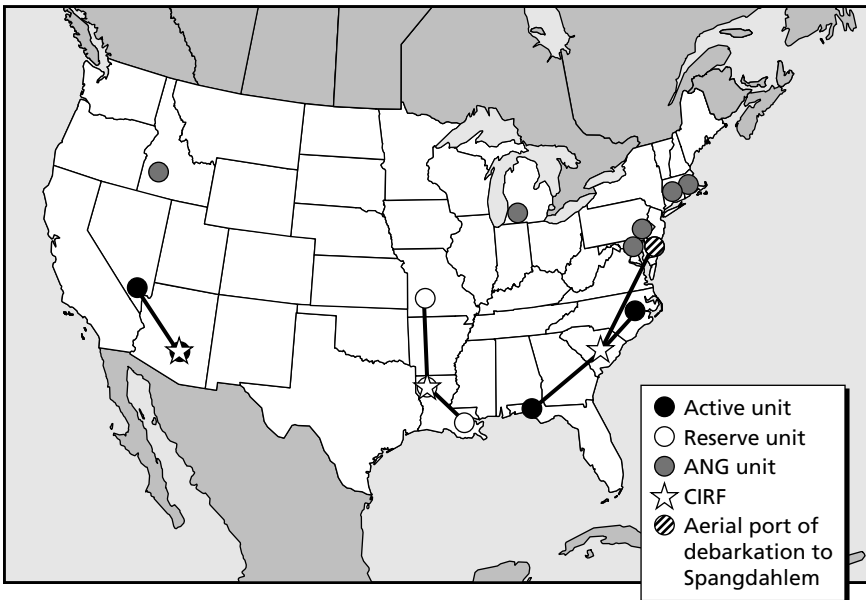 Active unit
Reserve unit
ANG unit
CIRF
Aerial port of
debarkation to
Spangdahlem